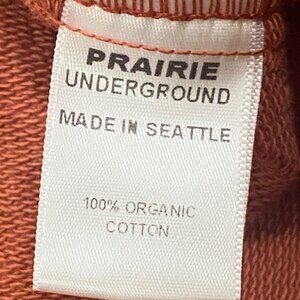 PRAIRIE
UNDERGROUND
MADE IN SEATTLE
100% ORGANIC
COTTON